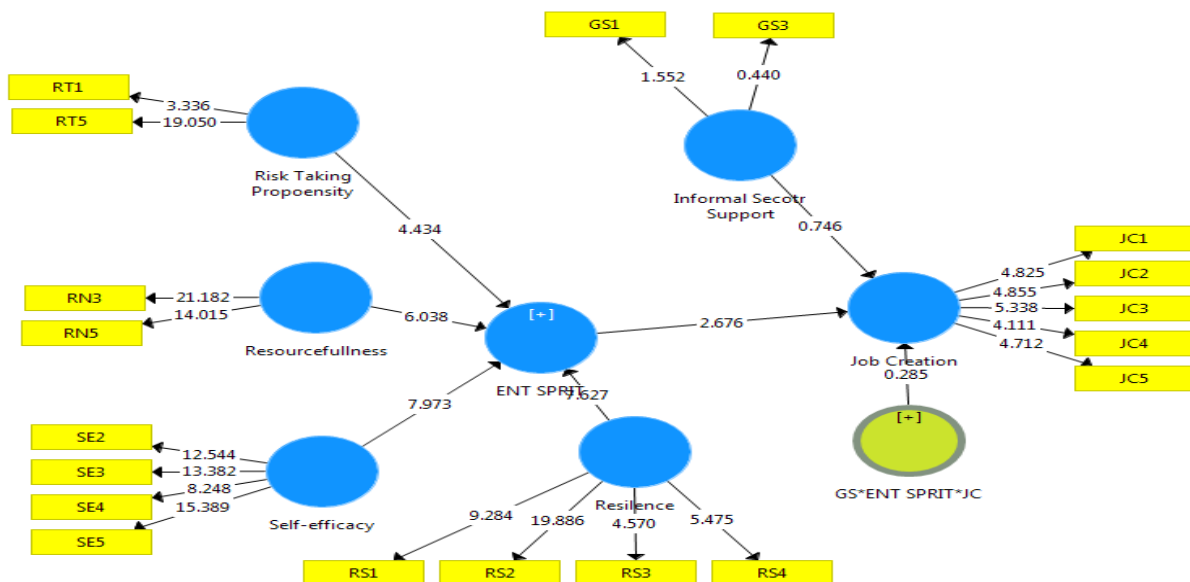 GS1
GS3
1.552
0.440
RT1
RT5
3.336
19.050
Risk Taking
Propoensity
Informal Secotr
Support
4.434
0.746
RN3
RN5
21.182
14.015
Resourcefullness
6.038
[+]
ENT SPRIT
2.676
Job Creation
4.825
4.855
5.338
4.111
4.712
JC1
JC2
JC3
JC4
JC5
0.285
[+]
GS*ENT SPRIT*JC
7.973
7.627
SE2
SE3
SE4
SE5
12.544
13.382
8.248
15.389
Self-efficacy
Resilence
9.284
19.886
4.570
5.475
RS1
RS2
RS3
RS4